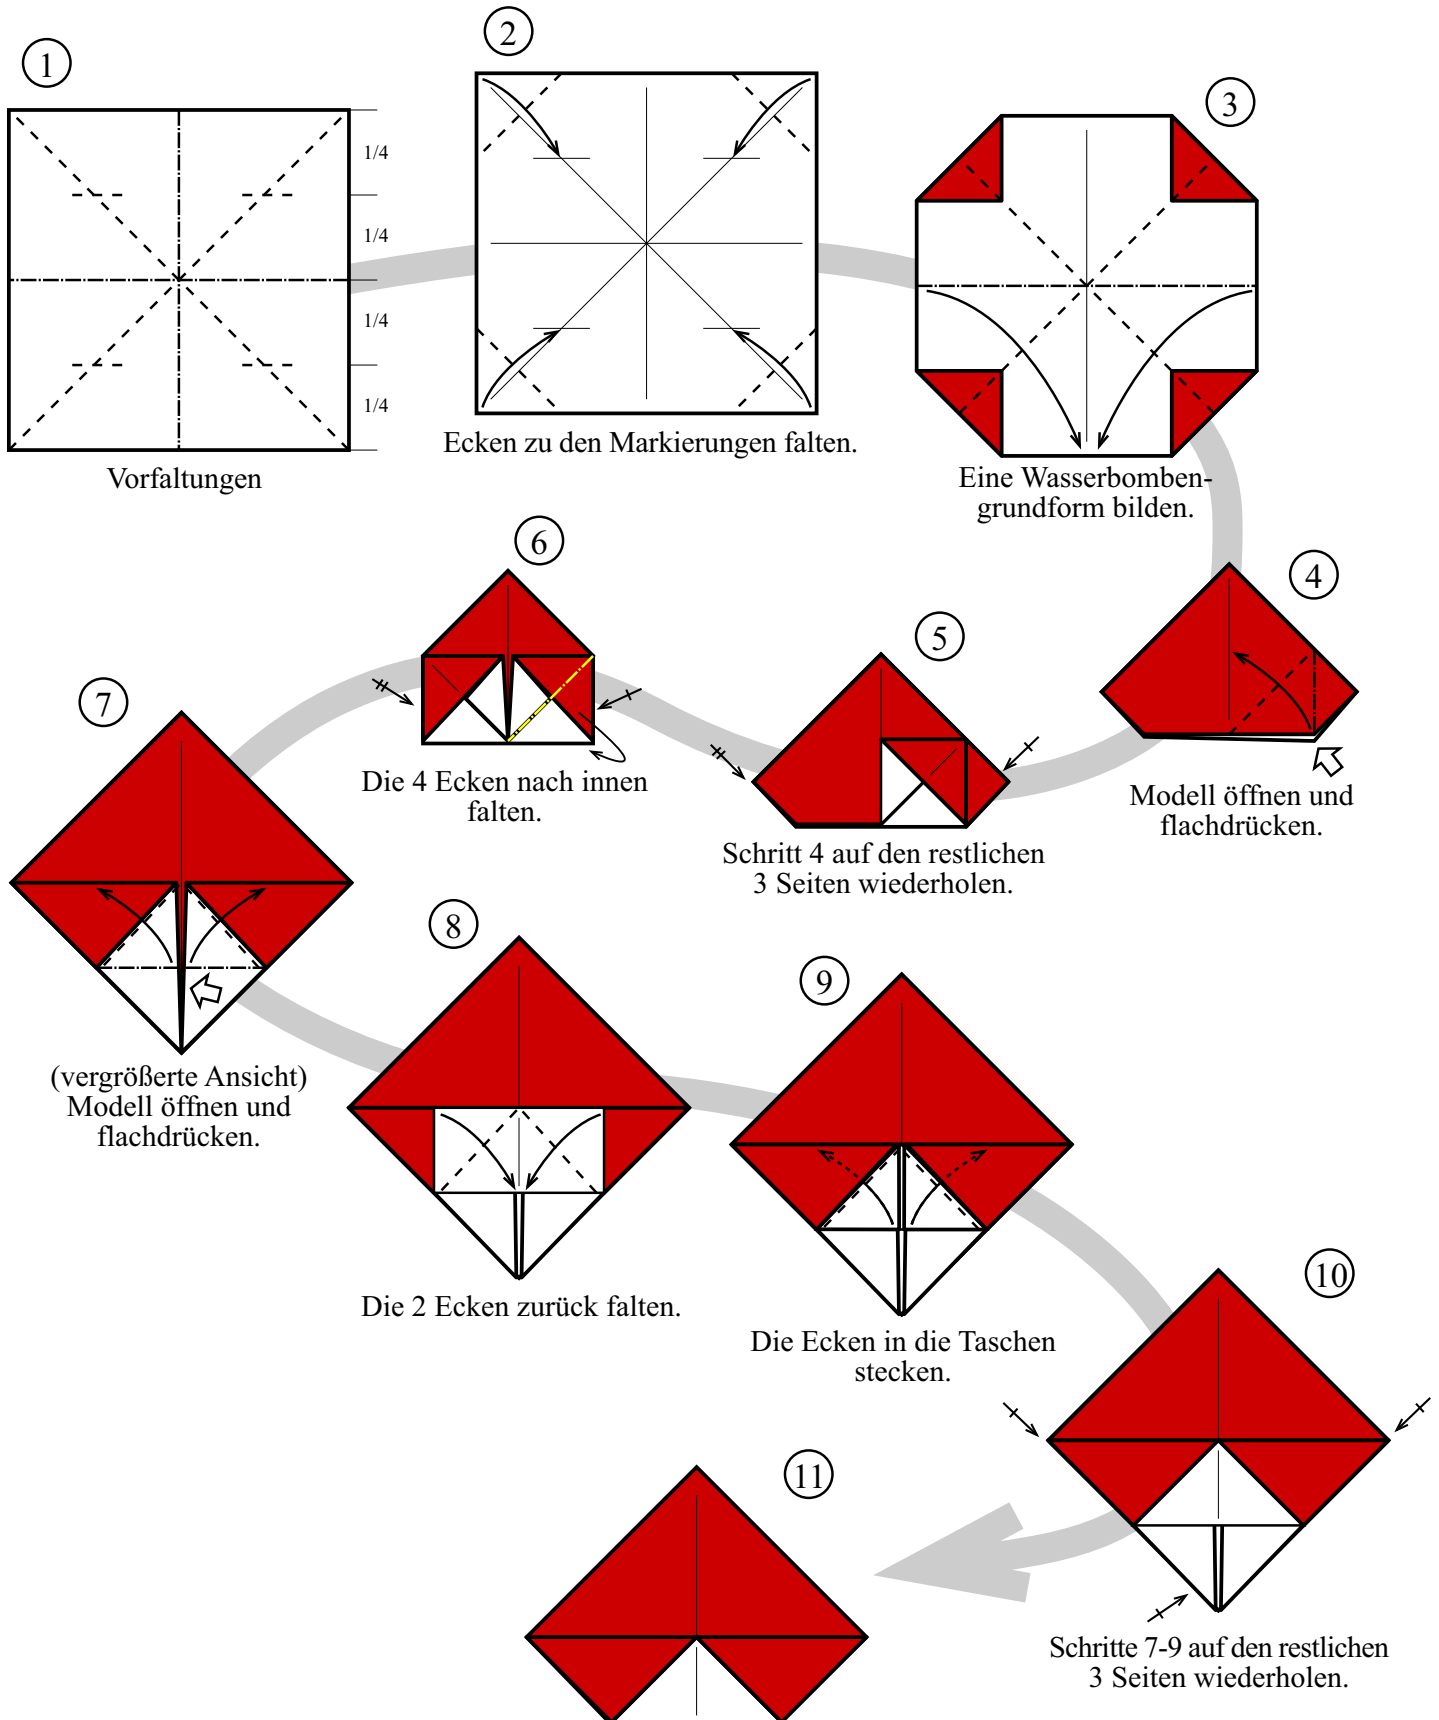 1
1/4
1/4
1/4
1/4
Vorfaltungen
2
Ecken zu den Markierungen falten.
3
Eine Wasserbomben-
grundform bilden.
4
Modell öffnen und
flachdrücken.
5
Schritt 4 auf den restlichen
3 Seiten wiederholen.
6
Die 4 Ecken nach innen
falten.
7
(vergrößerte Ansicht)
Modell öffnen und
flachdrücken.
8
Die 2 Ecken zurück falten.
9
Die Ecken in die Taschen
stecken.
10
Schritte 7-9 auf den restlichen
3 Seiten wiederholen.
11